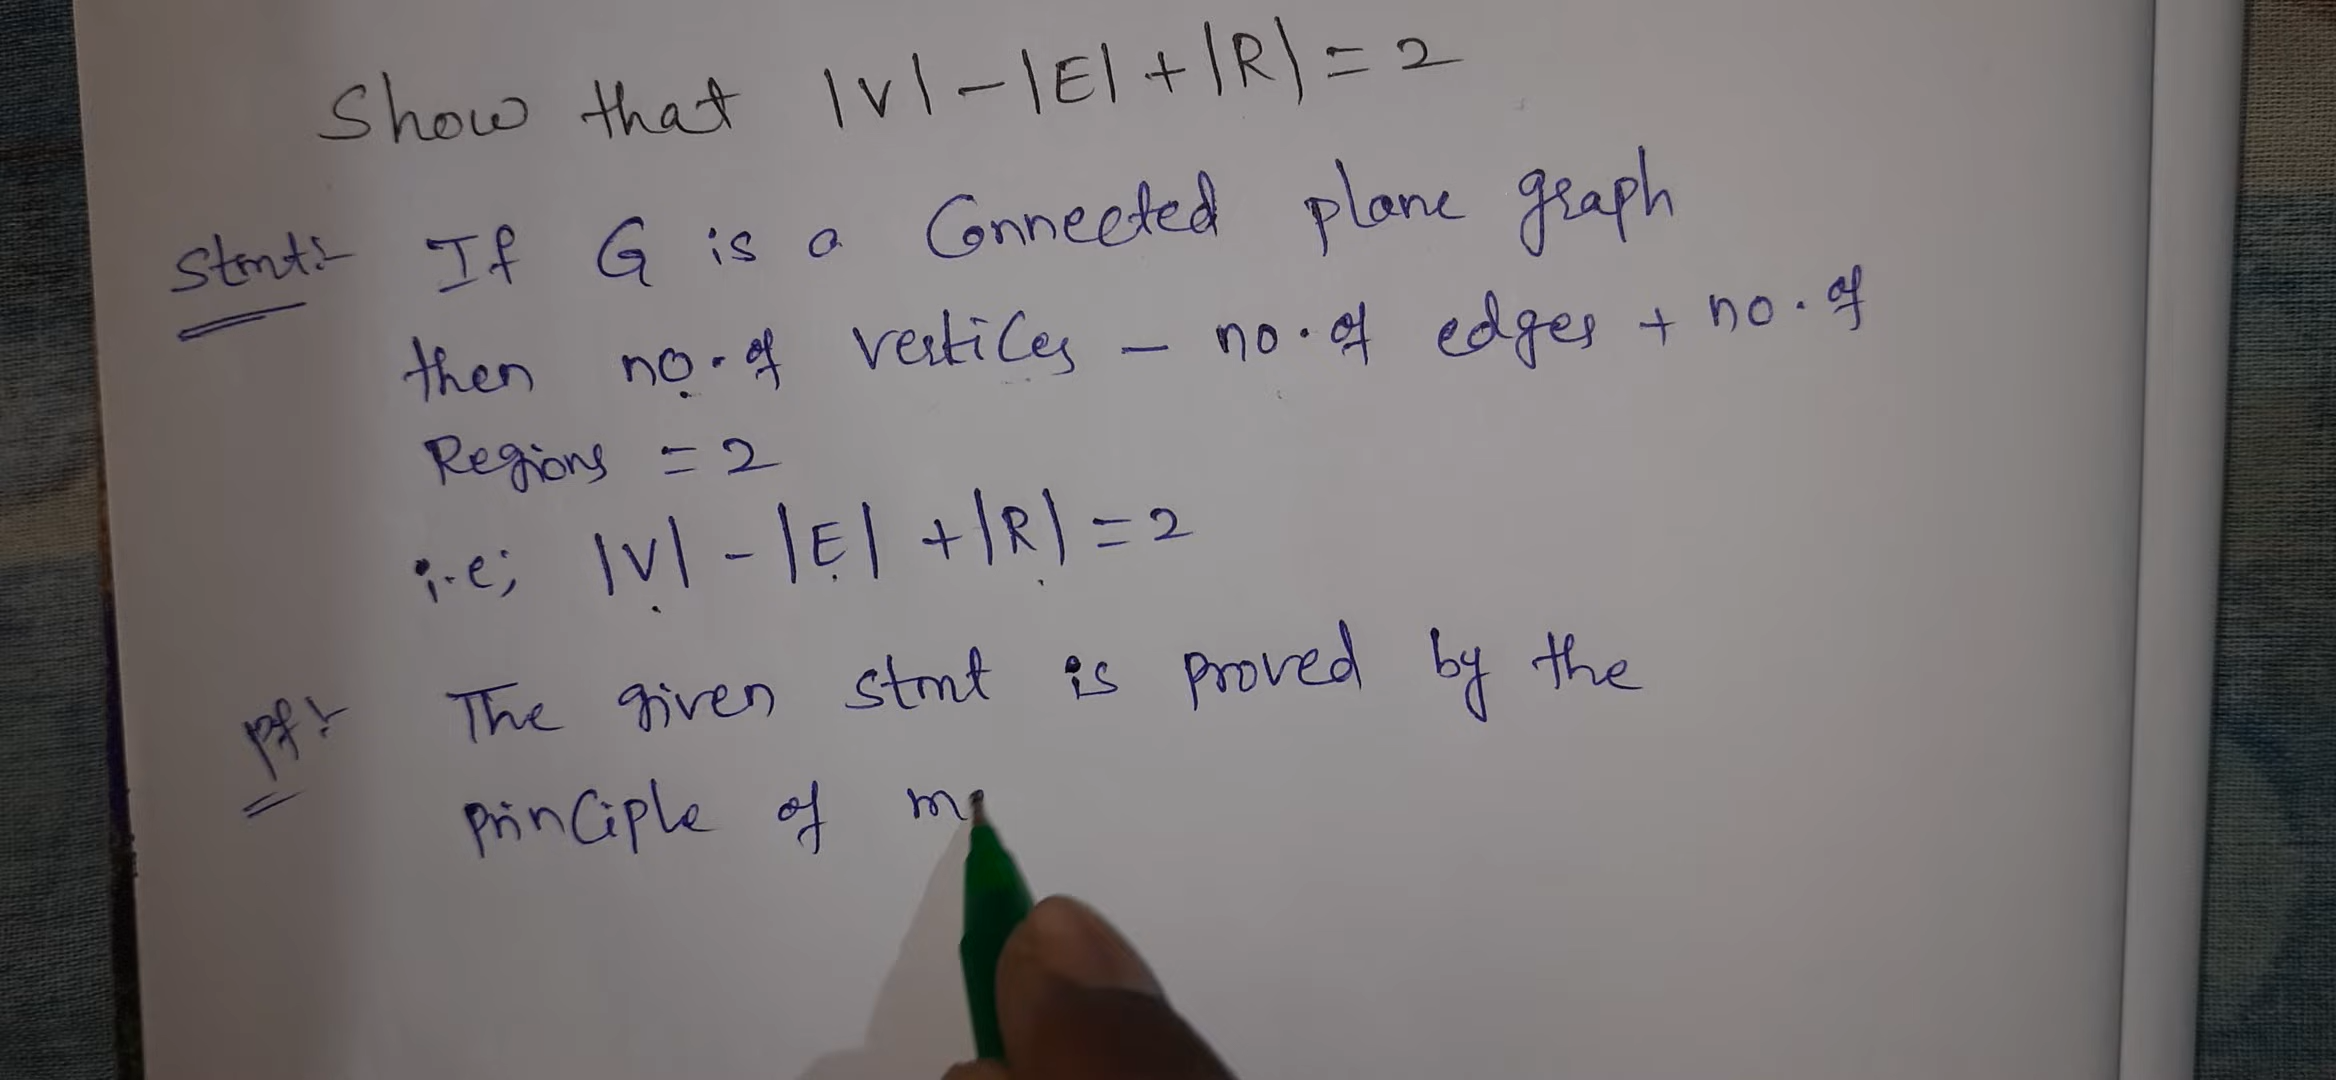 Show that |V| - |E| + |R| = 2
Stmt:- If G is a Connected plane graph
then no. of vertices - no. of edges + no. of
Regions = 2
i.e; |V| - |E| + |R| = 2
Pf:- The given stmt is proved by the
principle of m